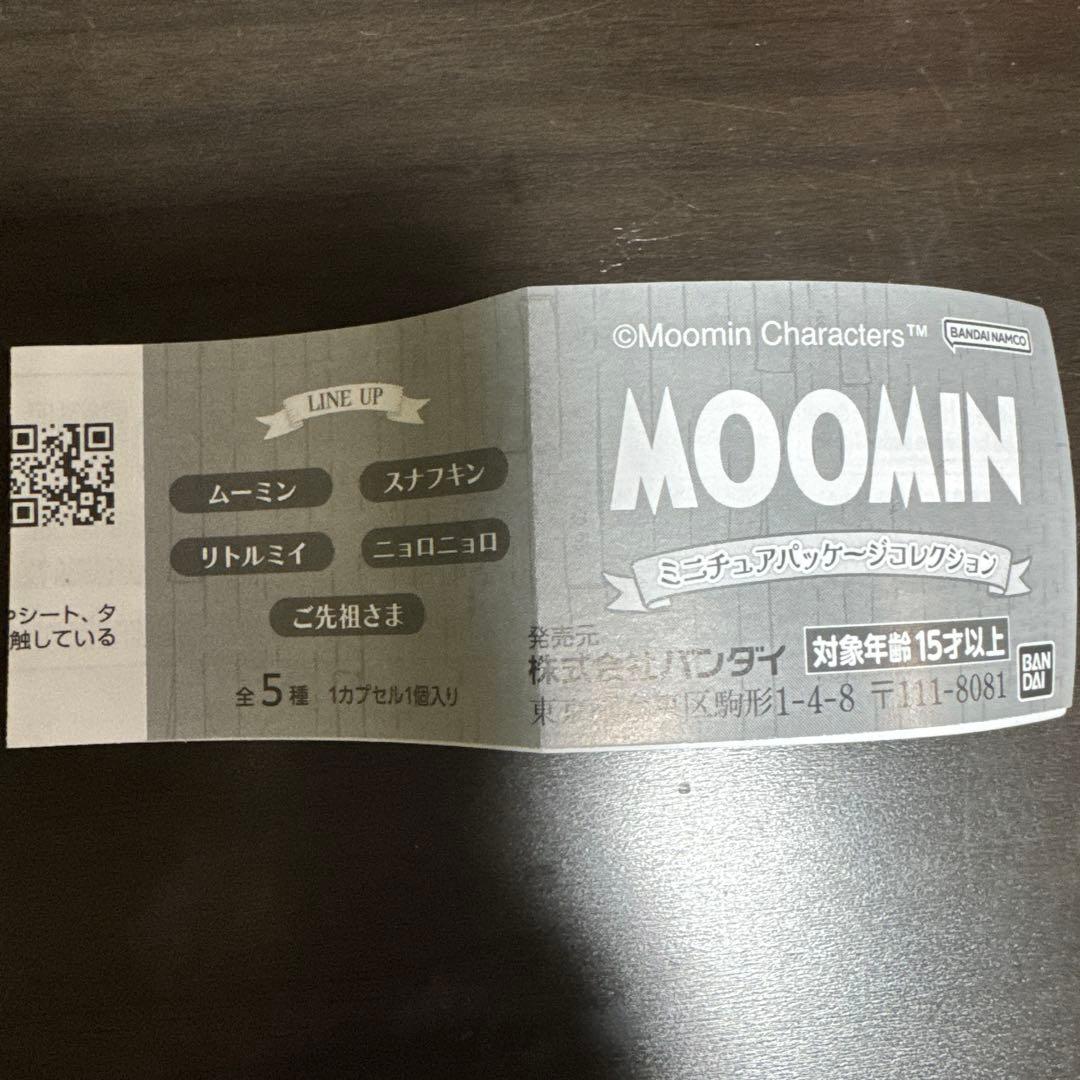 シート、タ
触している
LINE UP
ムーミン
スナフキン
リトルミイ
ニョロニョロ
ご先祖さま
全5種 1カプセル1個入り
©Moomin Characters™
BANDAI NAMCO
MOOMIN
ミニチュアパッケージコレクション
発売元
株式会社バンダイ
対象年齢15才以上
東 区駒形1-4-8 〒111-8081
BAN
DAI